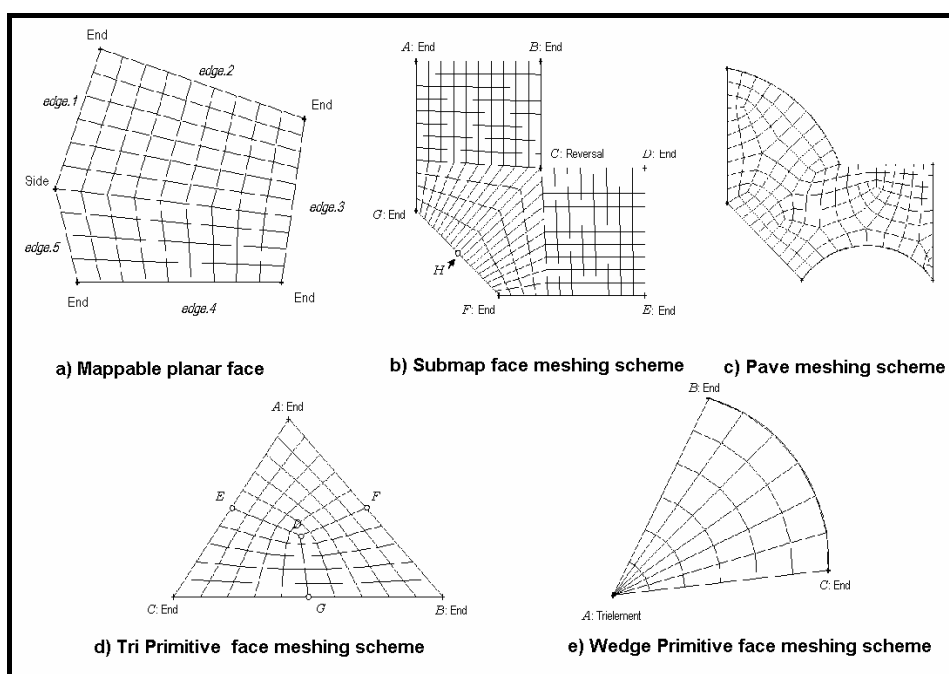 End
edge.2
edge.1
End
Side
edge.3
edge.5
End
End
edge.4
a) Mappable planar face
A: End
B: End
C: Reversal
D: End
G: End
H
F: End
E: End
b) Submap face meshing scheme
c) Pave meshing scheme
A: End
E
F
D
C: End
G
B: End
d) Tri Primitive face meshing scheme
B: End
C: End
A: Trielement
e) Wedge Primitive face meshing scheme